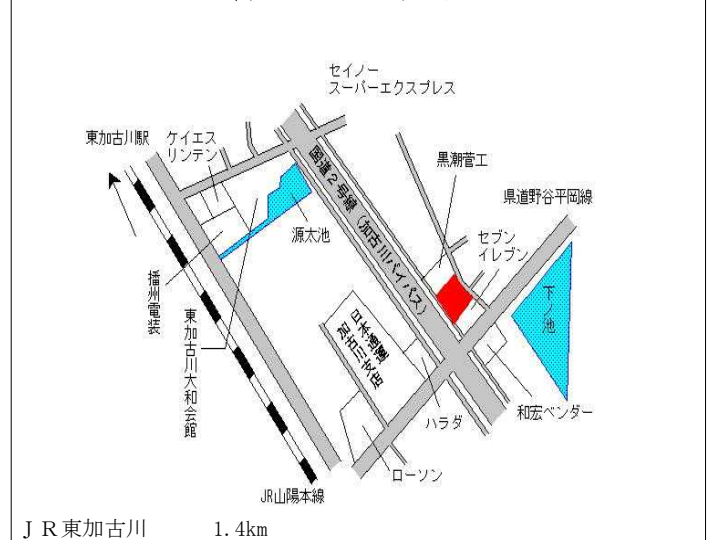 セイノー
スーパーエクスプレス
東加古川駅
ケイエス
リンテン
国道2号線(加古川バイパス)
黒潮菅工
県道野谷平岡線
源太池
セブン
イレブン
下ノ池
播州電装
東加古川大和会館
日本通運
加古川支店
ハラダ
和宏ベンダー
ローソン
JR山陽本線
JR東加古川 1.4km